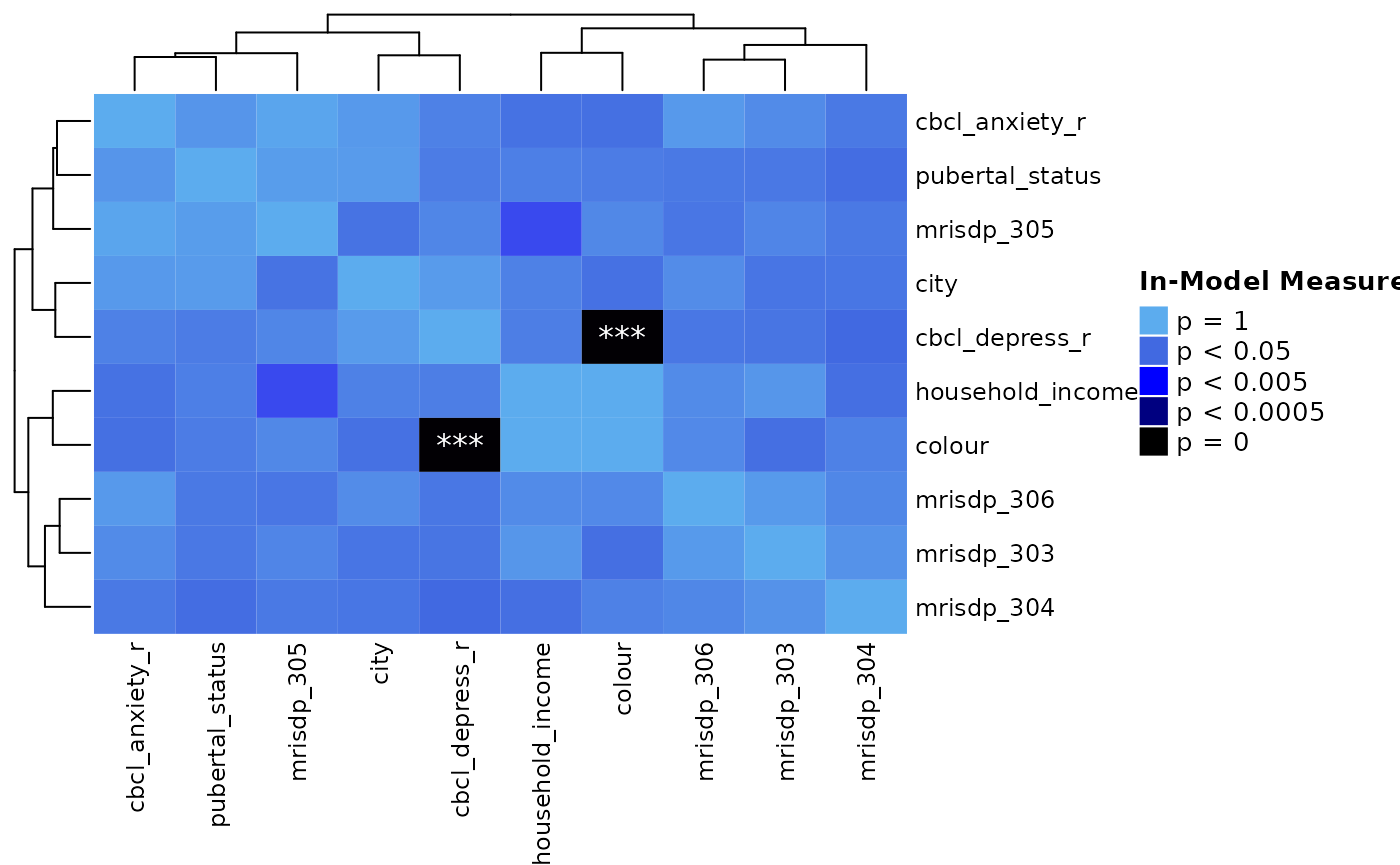 cbcl_anxiety_r
pubertal_status
mrisdp_305
city
cbcl_depress_r
household_income
colour
mrisdp_306
mrisdp_303
mrisdp_304
***
***
In-Model Measure
p = 1
p < 0.05
p < 0.005
p < 0.0005
p = 0
cbcl_anxiety_r
pubertal_status
mrisdp_305
city
cbcl_depress_r
household_income
colour
mrisdp_306
mrisdp_303
mrisdp_304